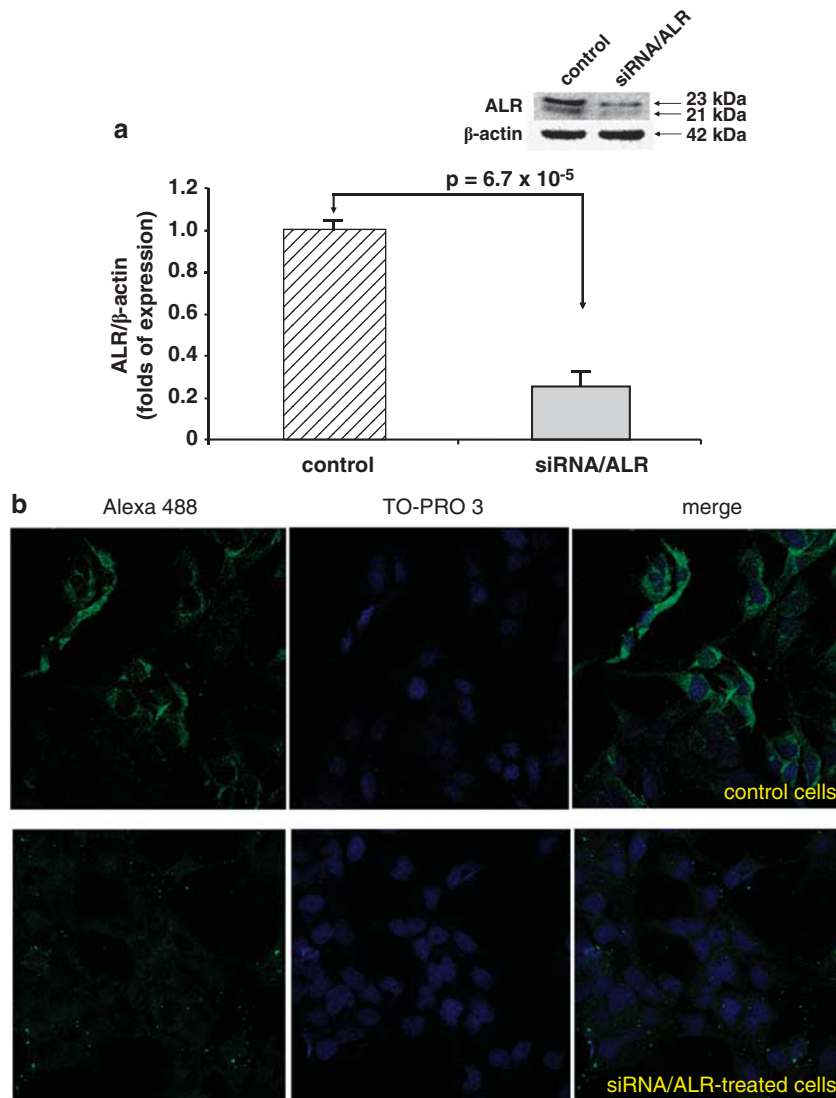 control
siRNA/ALR
ALR
23 kDa
21 kDa
β-actin
42 kDa
a
p = 6.7 x 10-5
1.2
1.0
0.8
0.6
0.4
0.2
0
ALR/β-actin
(folds of expression)
control
siRNA/ALR
b
Alexa 488
TO-PRO 3
merge
control cells
siRNA/ALR-treated cells